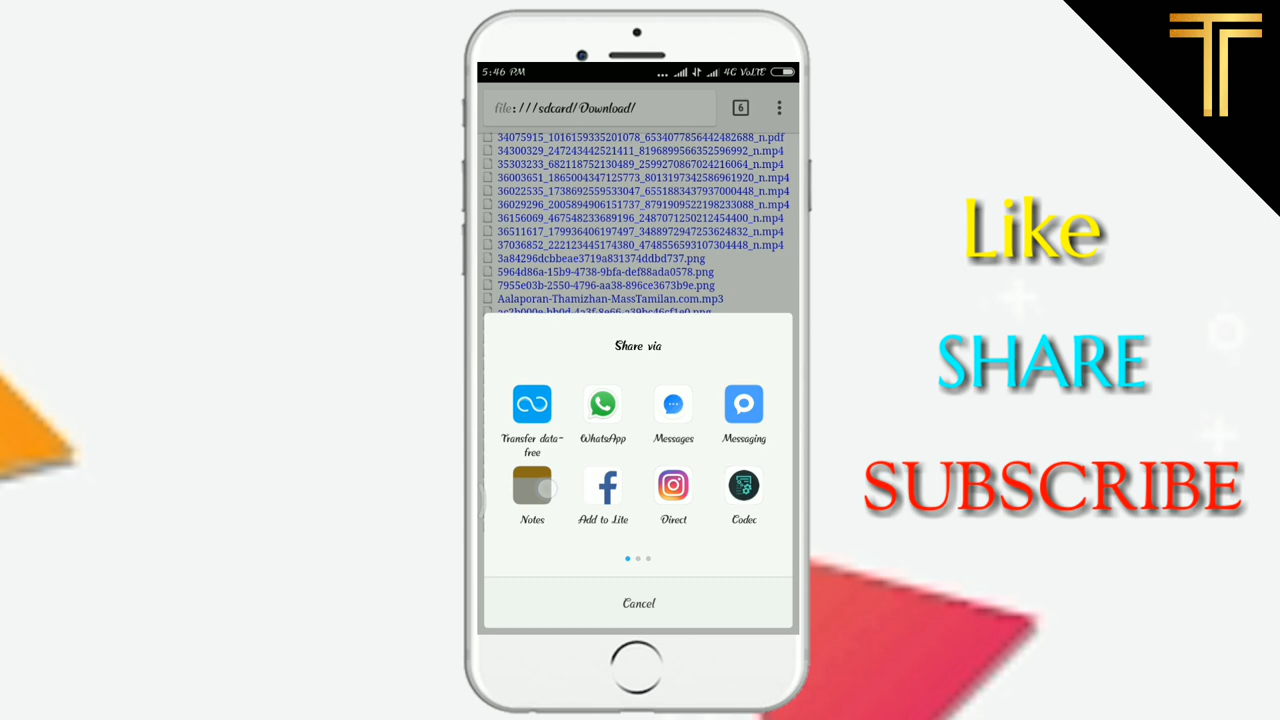 5:46 PM
4G VoLTE
file:///sdcard/Download/
6
34075915_1016159335201078_6534077856442482688_n.pdf
34300329_247243442521411_8196899566352596992_n.mp4
35303233_682118752130489_2599270867024216064_n.mp4
36003651_1865004347125773_8013197342586961920_n.mp4
36022535_1738692559533047_6551883437937000448_n.mp4
36029296_2005894906151737_8791909522198233088_n.mp4
36156069_467548233689196_2487071250212454400_n.mp4
36511617_179936406197497_3488972947253624832_n.mp4
37036852_222123445174380_4748556593107304448_n.mp4
3a84296dcbbeae3719a831374ddbd737.png
5964d86a-15b9-4738-9bfa-def88ada0578.png
7955e03b-2550-4796-aa38-896ce3673b9e.png
Aalaporan-Thamizhan-MassTamilan.com.mp3
Share via
Transfer data-
free
WhatsApp
Messages
Messaging
Notes
Add to Lite
Direct
Codec
Cancel
Like
SHARE
SUBSCRIBE